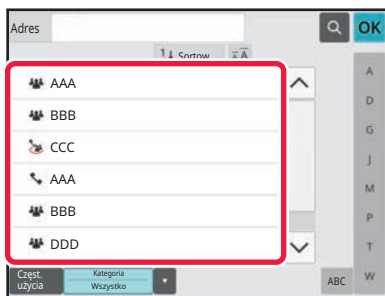 Adres
OK
Sortow.
A
AAA
BBB
CCC
AAA
BBB
DDD
A
D
G
J
M
P
T
W
Częst.
użycia
Kategoria
Wszystko
ABC